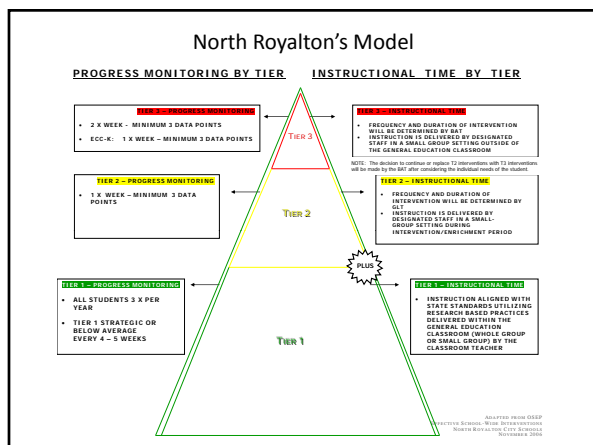 North Royalton's Model
PROGRESS MONITORING BY TIER
INSTRUCTIONAL TIME BY TIER
TIER 3 – PROGRESS MONITORING
• 2 X WEEK - MINIMUM 3 DATA POINTS
• ECC-K: 1 X WEEK – MINIMUM 3 DATA POINTS
TIER 3
TIER 3 – INSTRUCTIONAL TIME
• FREQUENCY AND DURATION OF INTERVENTION
WILL BE DETERMINED BY BAT
• INSTRUCTION IS DELIVERED BY DESIGNATED
STAFF IN A SMALL GROUP SETTING OUTSIDE OF
THE GENERAL EDUCATION CLASSROOM
NOTE: The decision to continue or replace T2 interventions with T3 interventions
will be made by the BAT after considering the individual needs of the student.
TIER 2 – PROGRESS MONITORING
• 1 X WEEK – MINIMUM 3 DATA
POINTS
TIER 2
TIER 2 – INSTRUCTIONAL TIME
• FREQUENCY AND DURATION OF
INTERVENTION WILL BE DETERMINED BY
GLT
• INSTRUCTION IS DELIVERED BY
DESIGNATED STAFF IN A SMALL-
GROUP SETTING DURING
INTERVENTION/ENRICHMENT PERIOD
PLUS
TIER 1 – PROGRESS MONITORING
• ALL STUDENTS 3 X PER
YEAR
• TIER 1 STRATEGIC OR
BELOW AVERAGE
EVERY 4 – 5 WEEKS
TIER 1
TIER 1 – INSTRUCTIONAL TIME
• INSTRUCTION ALIGNED WITH
STATE STANDARDS UTILIZING
RESEARCH BASED PRACTICES
DELIVERED WITHIN THE
GENERAL EDUCATION
CLASSROOM (WHOLE GROUP
OR SMALL GROUP) BY THE
CLASSROOM TEACHER
ADAPTED FROM OSEP
EFFECTIVE SCHOOL-WIDE INTERVENTIONS
NORTH ROYALTON CITY SCHOOLS
NOVEMBER 2006